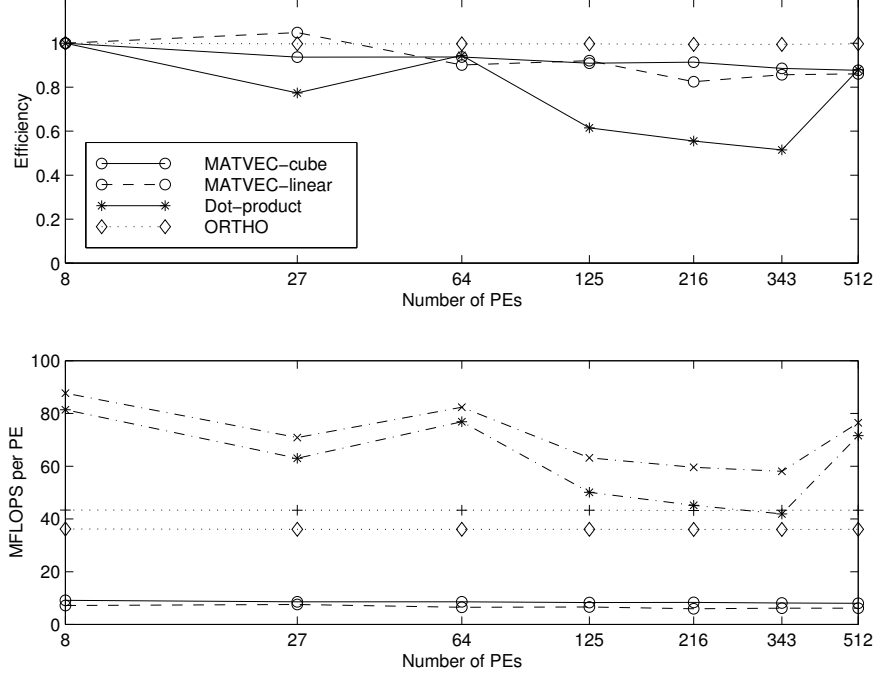 1
0.8
0.6
0.4
0.2
0
Efficiency
MATVEC−cube
MATVEC−linear
Dot−product
ORTHO
8 27 64 125 216 343 512
Number of PEs
100
80
60
40
20
0
MFLOPS per PE
8 27 64 125 216 343 512
Number of PEs